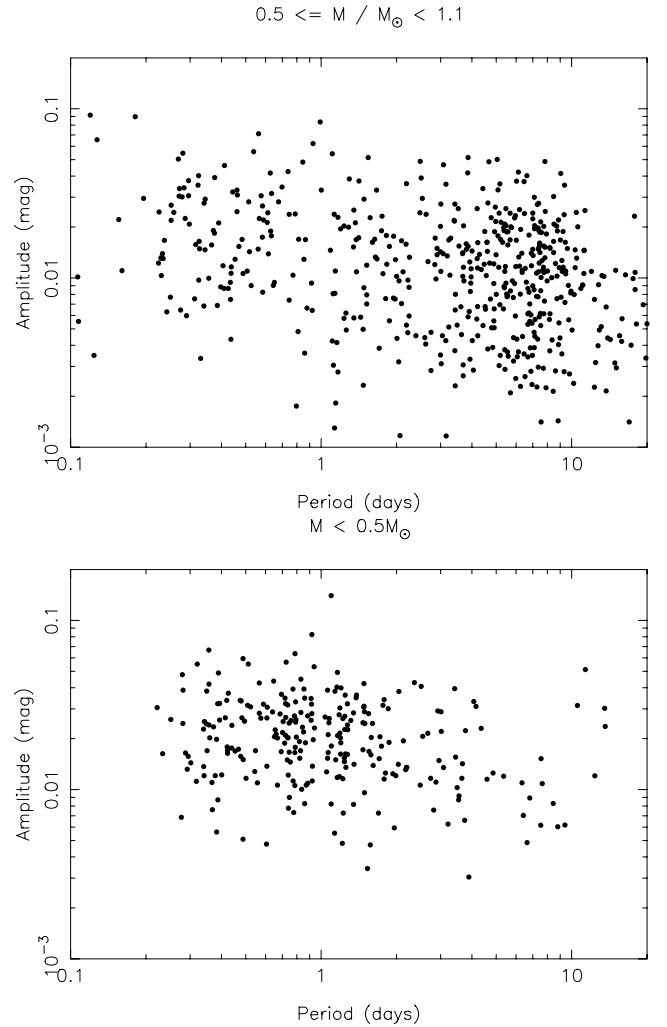 0.5 <= M / M☉ < 1.1
0.1
0.01
10⁻³
Amplitude (mag)
0.1 1 10
Period (days)
M < 0.5M☉
0.1
0.01
10⁻³
Amplitude (mag)
0.1 1 10
Period (days)